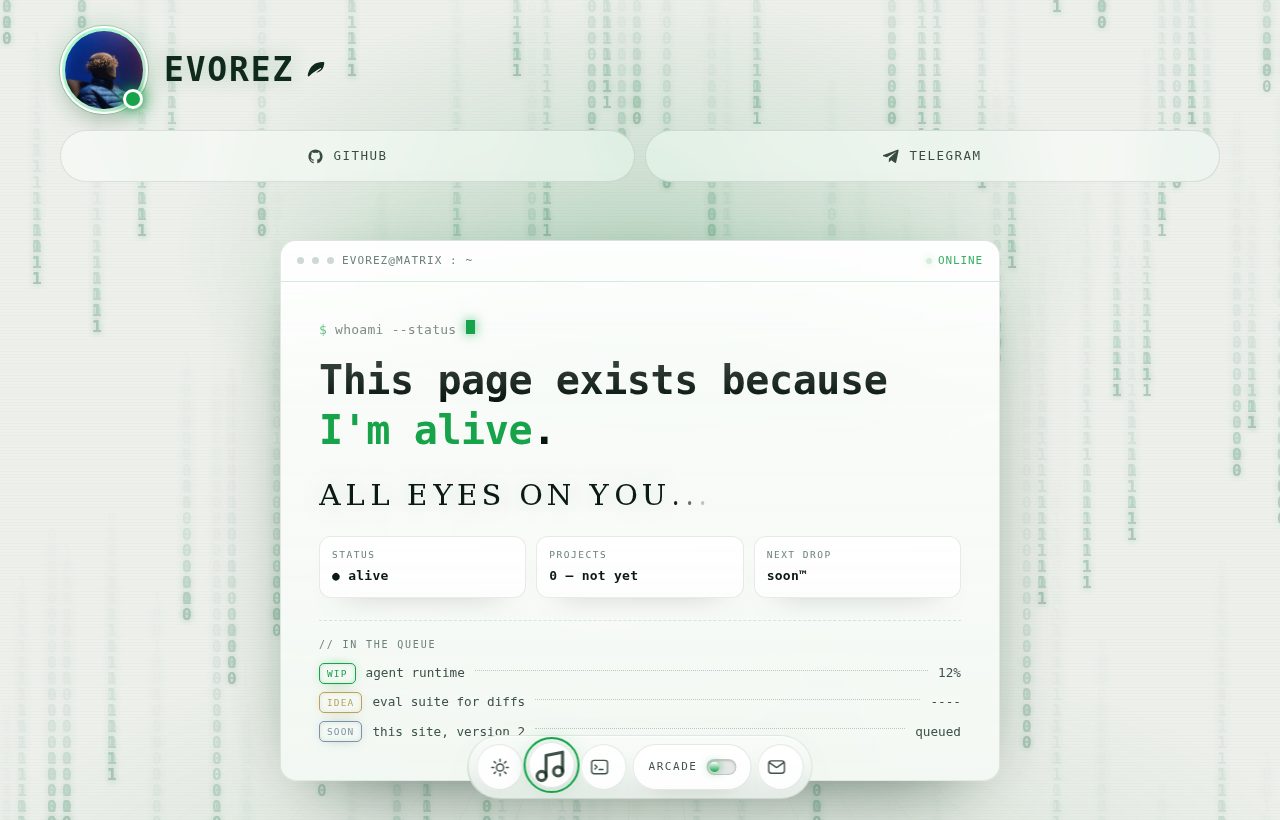 EVOREZ
GITHUB
TELEGRAM
EVOREZ@MATRIX : ~
ONLINE
$ whoami --status
This page exists because
I'm alive.
ALL EYES ON YOU...
STATUS
● alive
PROJECTS
0 — not yet
NEXT DROP
soon™
// IN THE QUEUE
WIP agent runtime 12%
IDEA eval suite for diffs ----
SOON this site, version 2 queued
ARCADE